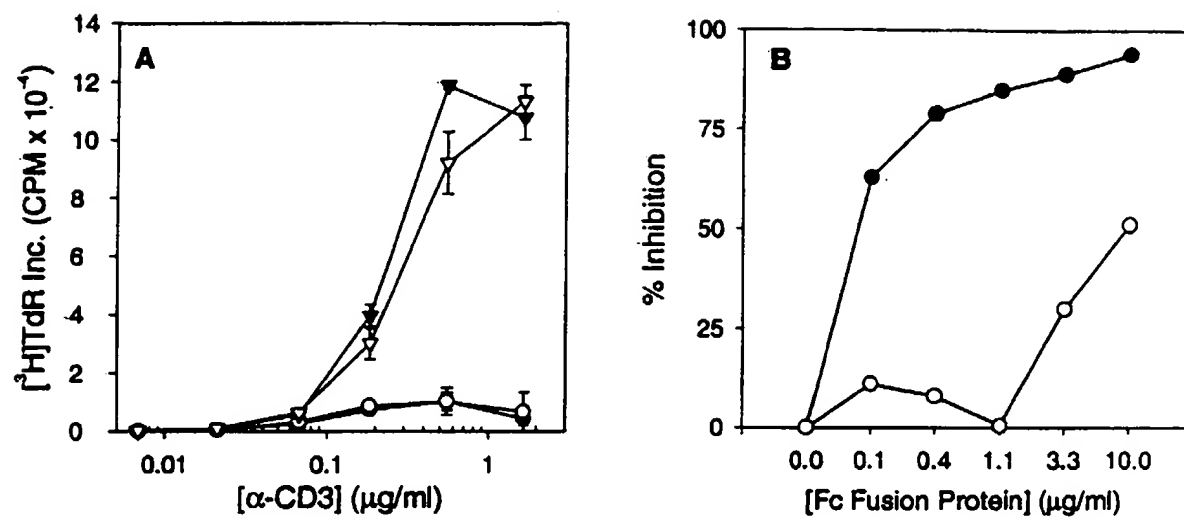 A
14
12
10
8
6
4
2
0
[³H]TdR Inc. (CPM x 10⁻⁴)
0.01 0.1 1
[α-CD3] (μg/ml)
B
100
75
50
25
0
% Inhibition
0.0 0.1 0.4 1.1 3.3 10.0
[Fc Fusion Protein] (μg/ml)